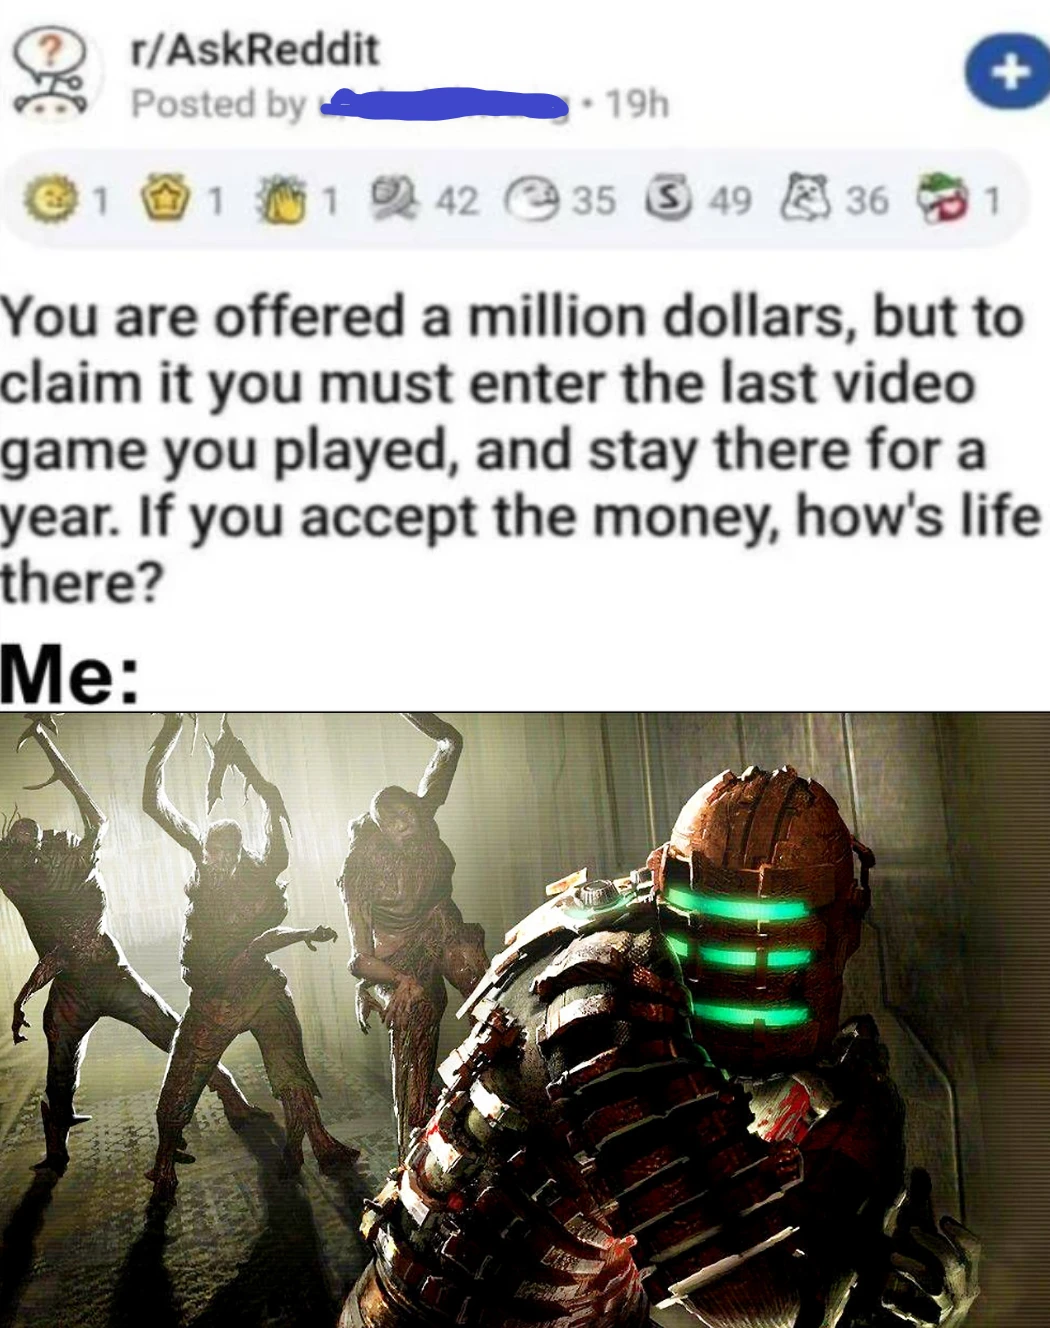 r/AskReddit
Posted by • 19h
1 1 1 42 35 S 49 36 1
You are offered a million dollars, but to
claim it you must enter the last video
game you played, and stay there for a
year. If you accept the money, how's life
there?
Me: